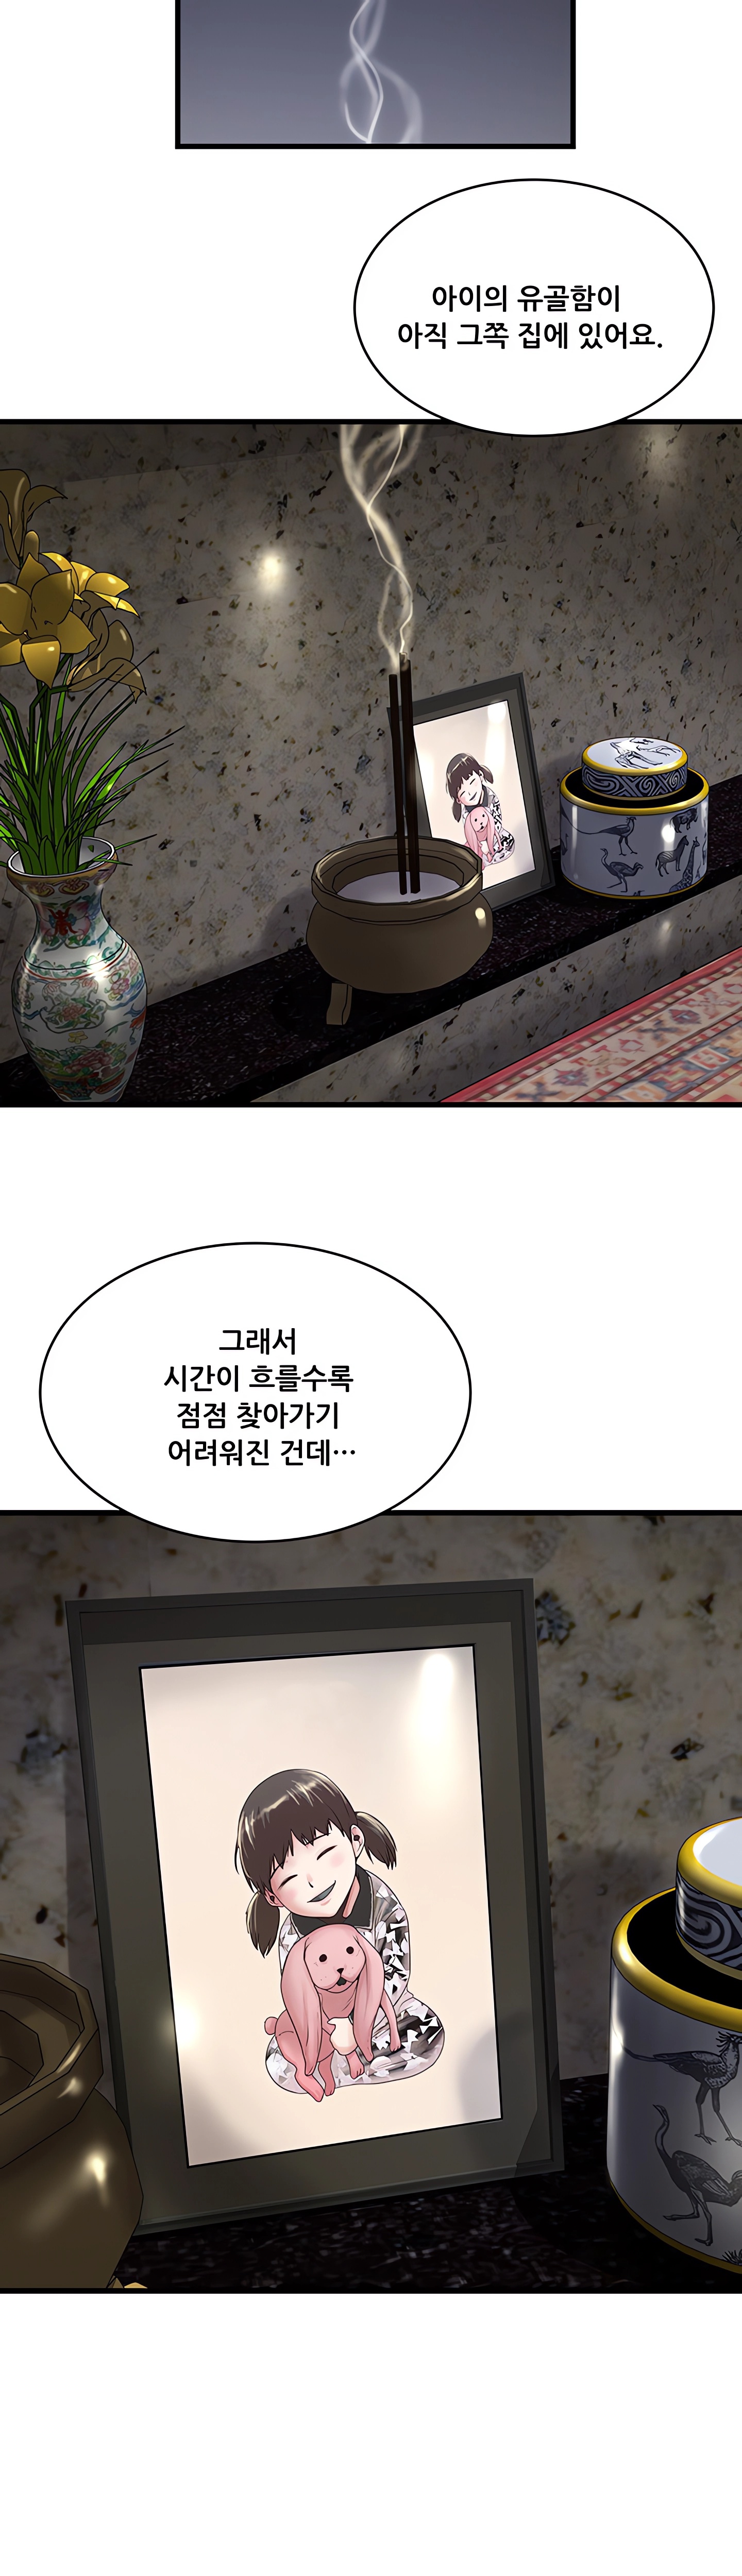 아이의 유골함이
아직 그쪽 집에 있어요.
그래서
시간이 흐를수록
점점 찾아가기
어려워진 건데…